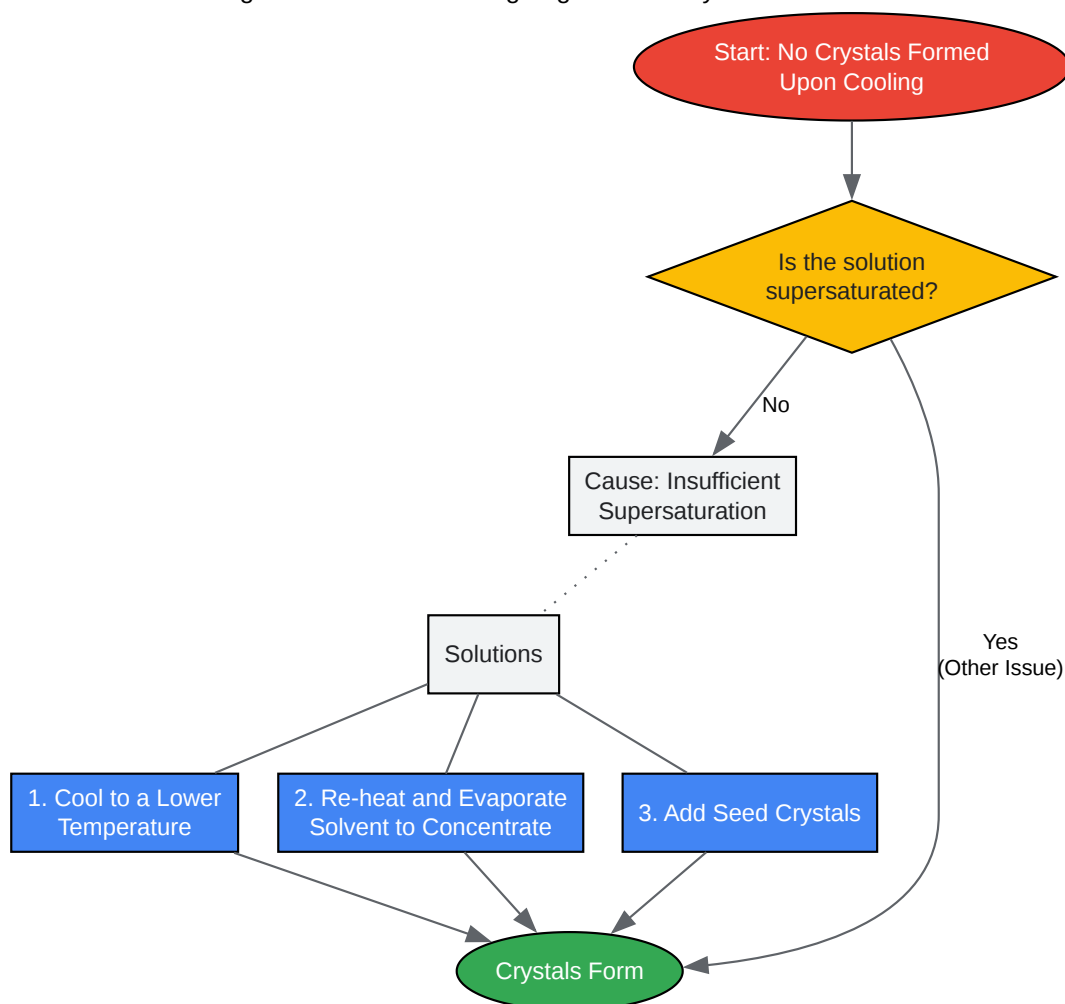 Start: No Crystals Formed
Upon Cooling
Is the solution
supersaturated?
No
Cause: Insufficient
Supersaturation
Solutions
Yes
(Other Issue)
1. Cool to a Lower
Temperature
2. Re-heat and Evaporate
Solvent to Concentrate
3. Add Seed Crystals
Crystals Form